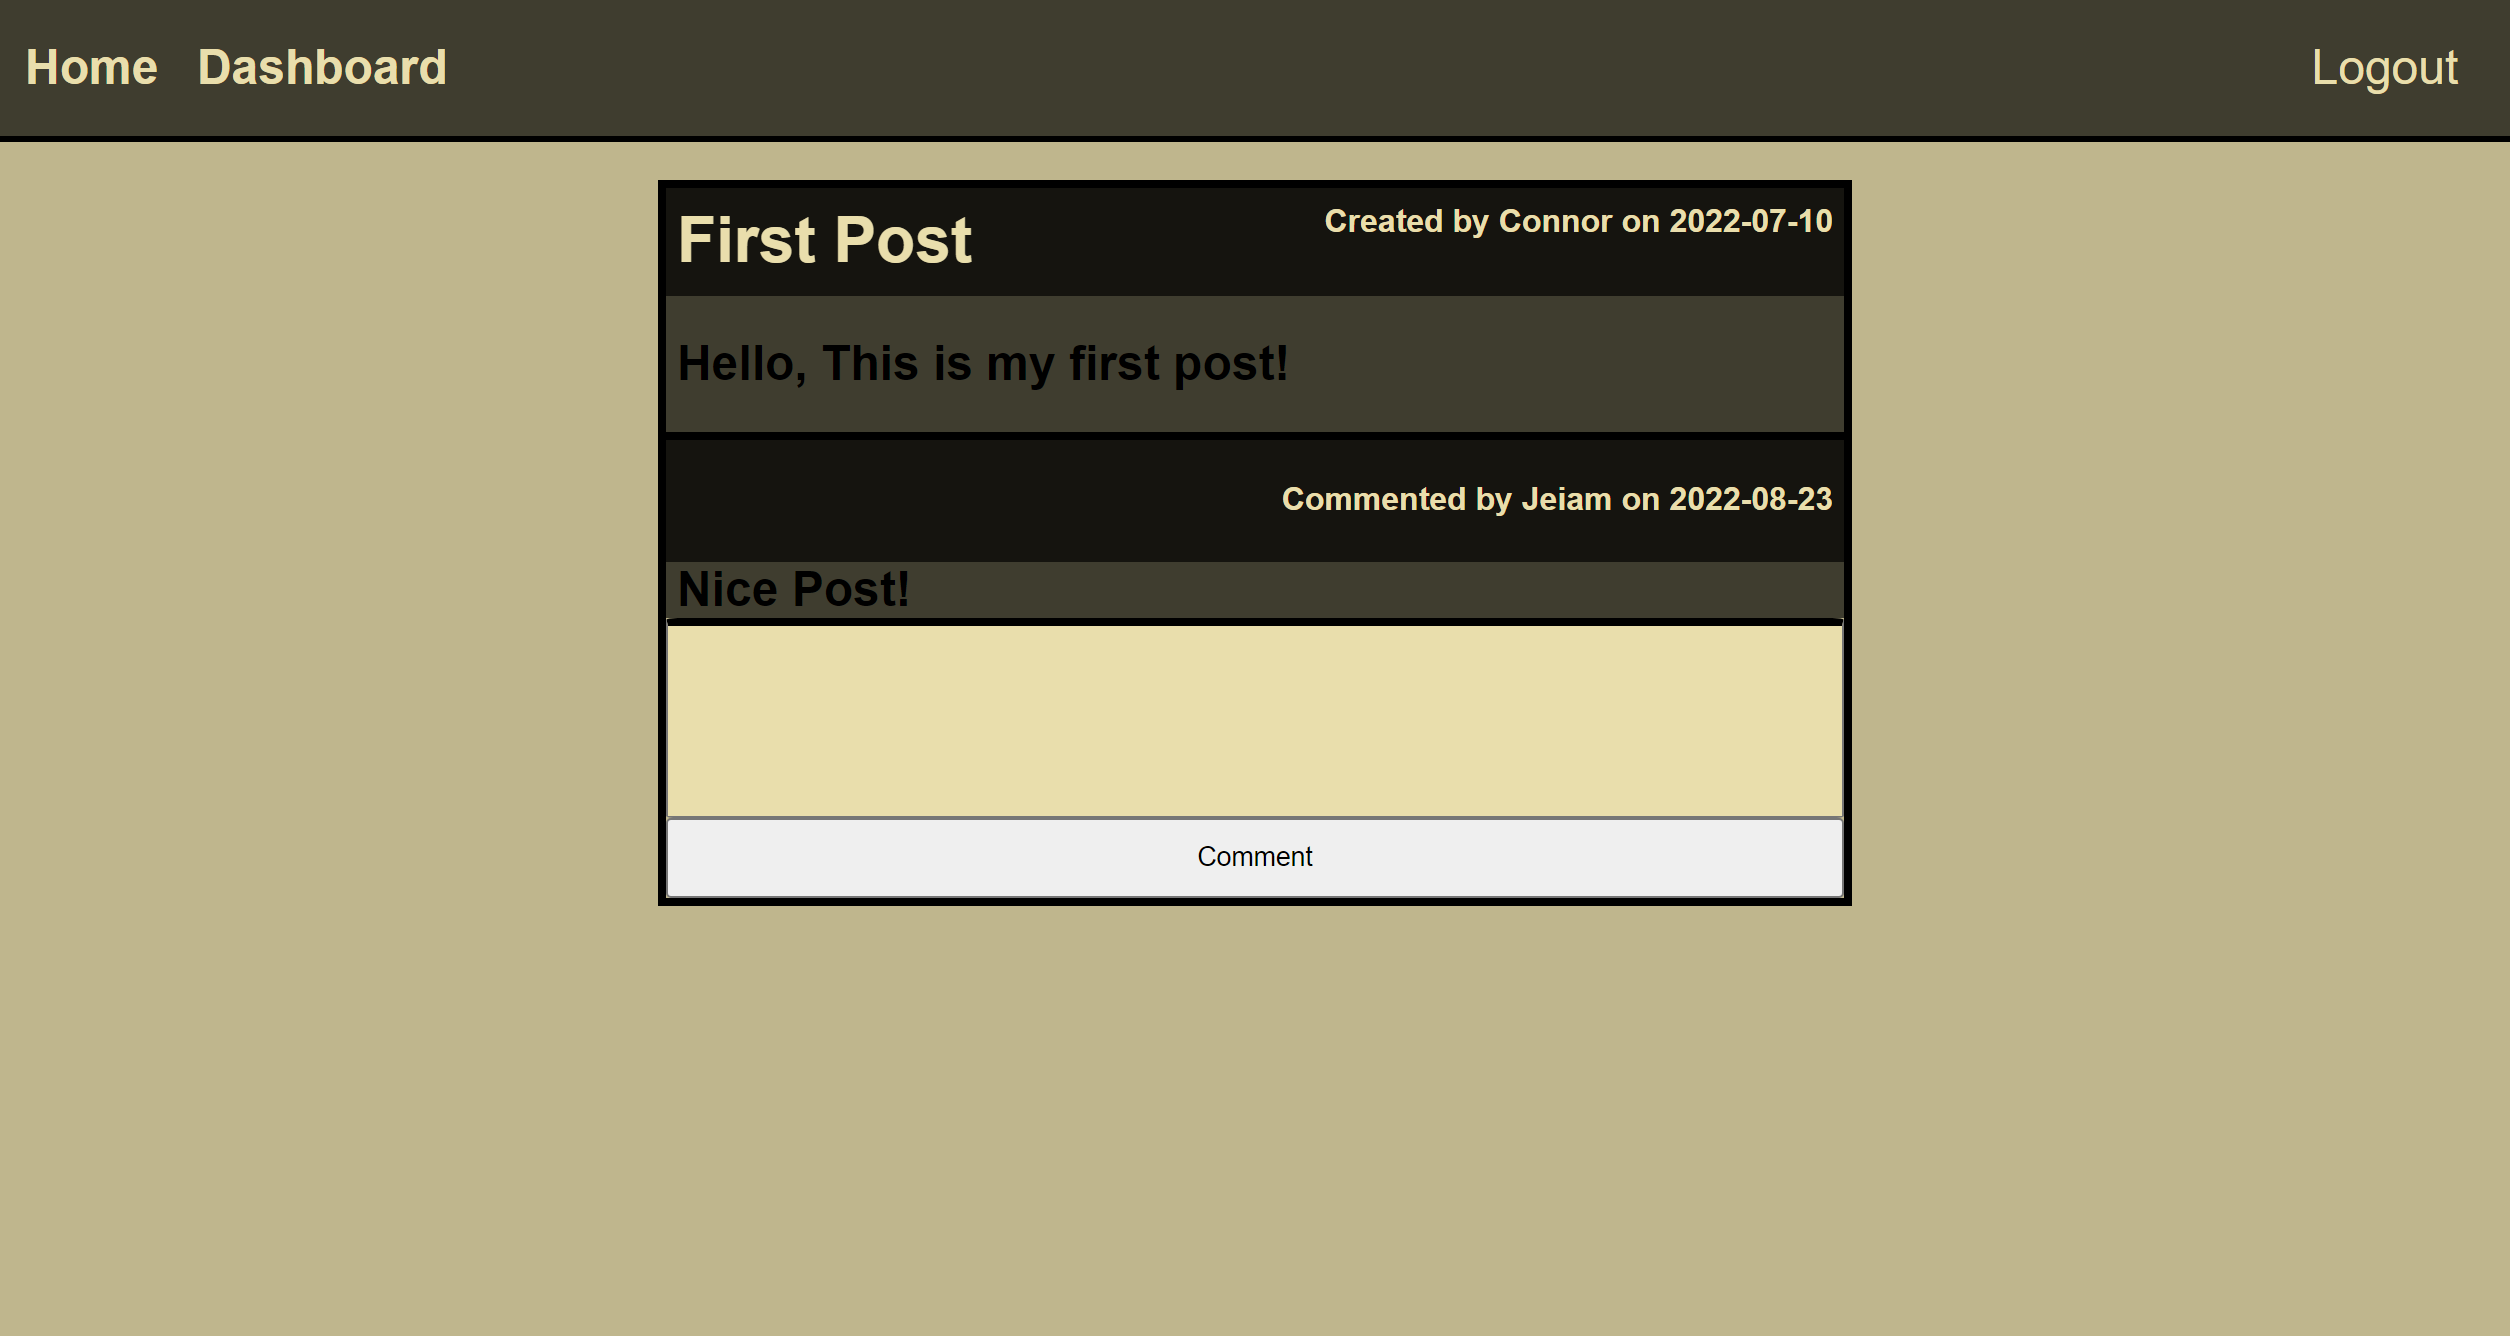 Home Dashboard Logout
First Post Created by Connor on 2022-07-10
Hello, This is my first post!
Commented by Jeiam on 2022-08-23
Nice Post!
Comment